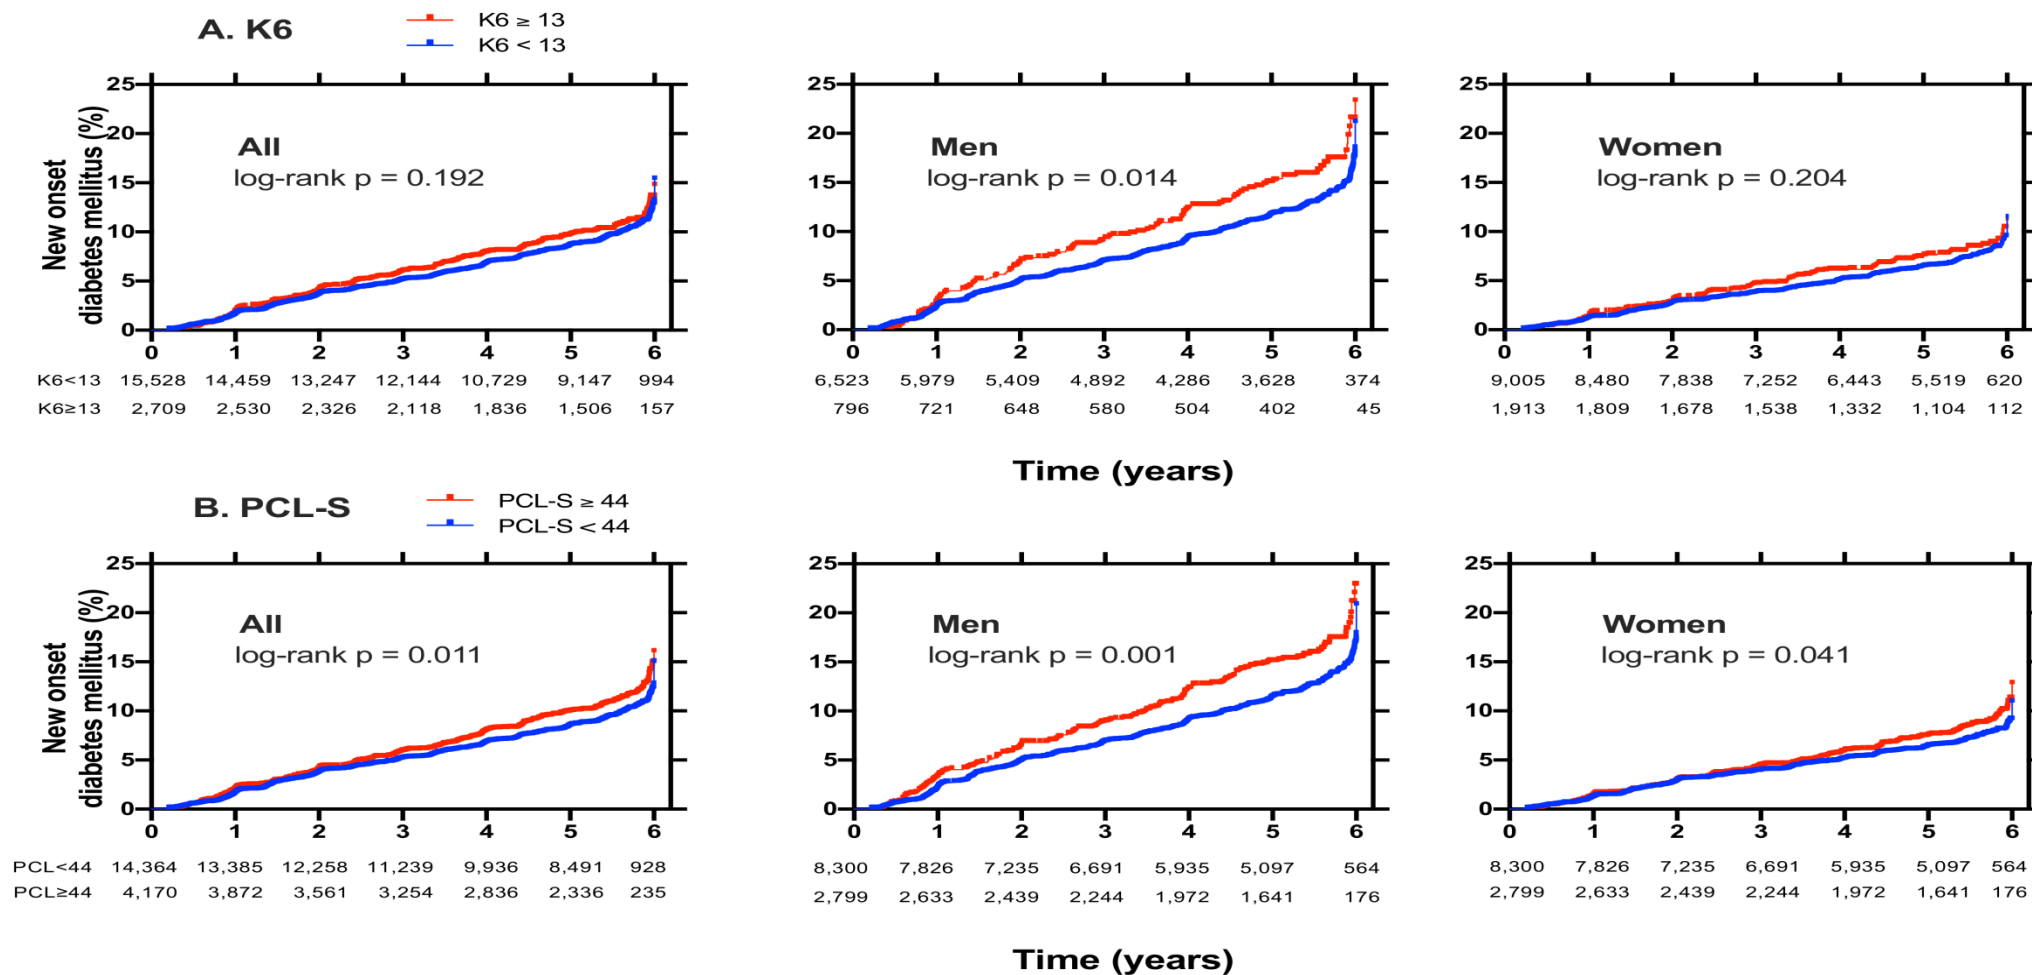 A. K6
K6 ≥ 13
K6 < 13
New onset
diabetes mellitus (%)
25
20
15
10
5
0
All
log-rank p = 0.192
0 1 2 3 4 5 6
25
20
15
10
5
0
Men
log-rank p = 0.014
0 1 2 3 4 5 6
25
20
15
10
5
0
Women
log-rank p = 0.204
0 1 2 3 4 5 6
K6<13 15,528 14,459 13,247 12,144 10,729 9,147 994
K6≥13 2,709 2,530 2,326 2,118 1,836 1,506 157
6,523 5,979 5,409 4,892 4,286 3,628 374
796 721 648 580 504 402 45
9,005 8,480 7,838 7,252 6,443 5,519 620
1,913 1,809 1,678 1,538 1,332 1,104 112
Time (years)
B. PCL-S
PCL-S ≥ 44
PCL-S < 44
New onset
diabetes mellitus (%)
25
20
15
10
5
0
All
log-rank p = 0.011
0 1 2 3 4 5 6
25
20
15
10
5
0
Men
log-rank p = 0.001
0 1 2 3 4 5 6
25
20
15
10
5
0
Women
log-rank p = 0.041
0 1 2 3 4 5 6
PCL<44 14,364 13,385 12,258 11,239 9,936 8,491 928
PCL≥44 4,170 3,872 3,561 3,254 2,836 2,336 235
8,300 7,826 7,235 6,691 5,935 5,097 564
2,799 2,633 2,439 2,244 1,972 1,641 176
8,300 7,826 7,235 6,691 5,935 5,097 564
2,799 2,633 2,439 2,244 1,972 1,641 176
Time (years)